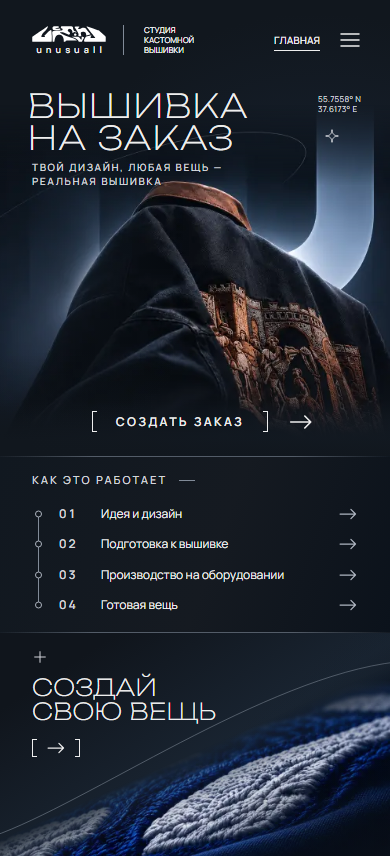 unusuall
СТУДИЯ
КАСТОМНОЙ
ВЫШИВКИ
ГЛАВНАЯ
ВЫШИВКА
НА ЗАКАЗ
55.7558° N
37.6173° E
ТВОЙ ДИЗАЙН, ЛЮБАЯ ВЕЩЬ —
РЕАЛЬНАЯ ВЫШИВКА
[ СОЗДАТЬ ЗАКАЗ ] →
КАК ЭТО РАБОТАЕТ —
01 Идея и дизайн →
02 Подготовка к вышивке →
03 Производство на оборудовании →
04 Готовая вещь →
СОЗДАЙ
СВОЮ ВЕЩЬ
[ → ]